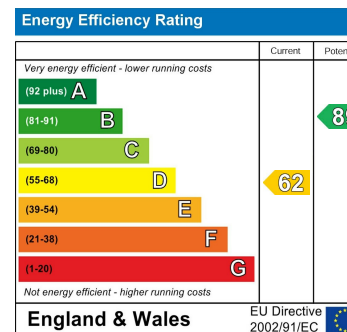 Energy Efficiency Rating
Current
Very energy efficient - lower running costs
(92 plus) A
(81-91) B
(69-80) C
(55-68) D
62
(39-54) E
(21-38) F
(1-20) G
Not energy efficient - higher running costs
England & Wales
EU Directive
2002/91/EC